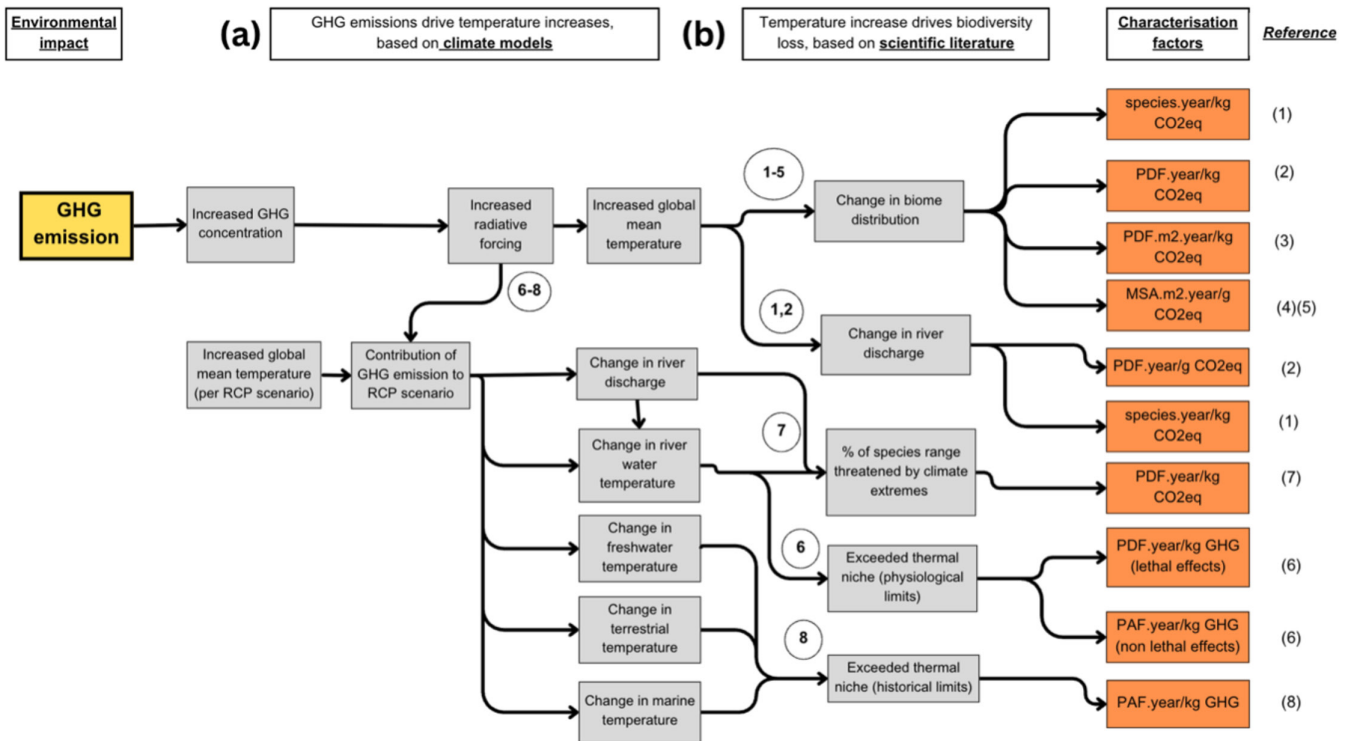 Environmental
impact
(a)
GHG emissions drive temperature increases,
based on climate models
(b)
Temperature increase drives biodiversity
loss, based on scientific literature
Characterisation
factors
Reference
species.year/kg
CO2eq
(1)
1-5
PDF.year/kg
CO2eq
(2)
GHG
emission
Increased GHG
concentration
Increased
radiative
forcing
Increased global
mean
temperature
Change in biome
distribution
PDF.m2.year/kg
CO2eq
(3)
6-8
1,2
MSA.m2.year/g
CO2eq
(4)(5)
Increased global
mean temperature
(per RCP scenario)
Contribution of
GHG emission to
RCP scenario
Change in river
discharge
Change in river
discharge
PDF.year/g CO2eq
(2)
species.year/kg
CO2eq
(1)
7
Change in river
water
temperature
% of species range
threatened by climate
extremes
PDF.year/kg
CO2eq
(7)
Change in
freshwater
temperature
6
Exceeded thermal
niche (physiological
limits)
PDF.year/kg GHG
(lethal effects)
(6)
Change in
terrestrial
temperature
8
PAF.year/kg GHG
(non lethal effects)
(6)
Change in marine
temperature
Exceeded thermal
niche (historical limits)
PAF.year/kg GHG
(8)